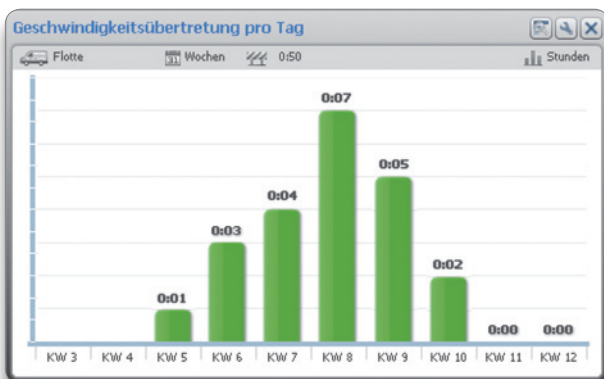 Geschwindigkeitsübertretung pro Tag
Flotte 31 Wochen 0:50 Stunden
0:07
0:05
0:04
0:03
0:02
0:01
0:00 0:00
KW 3 KW 4 KW 5 KW 6 KW 7 KW 8 KW 9 KW 10 KW 11 KW 12